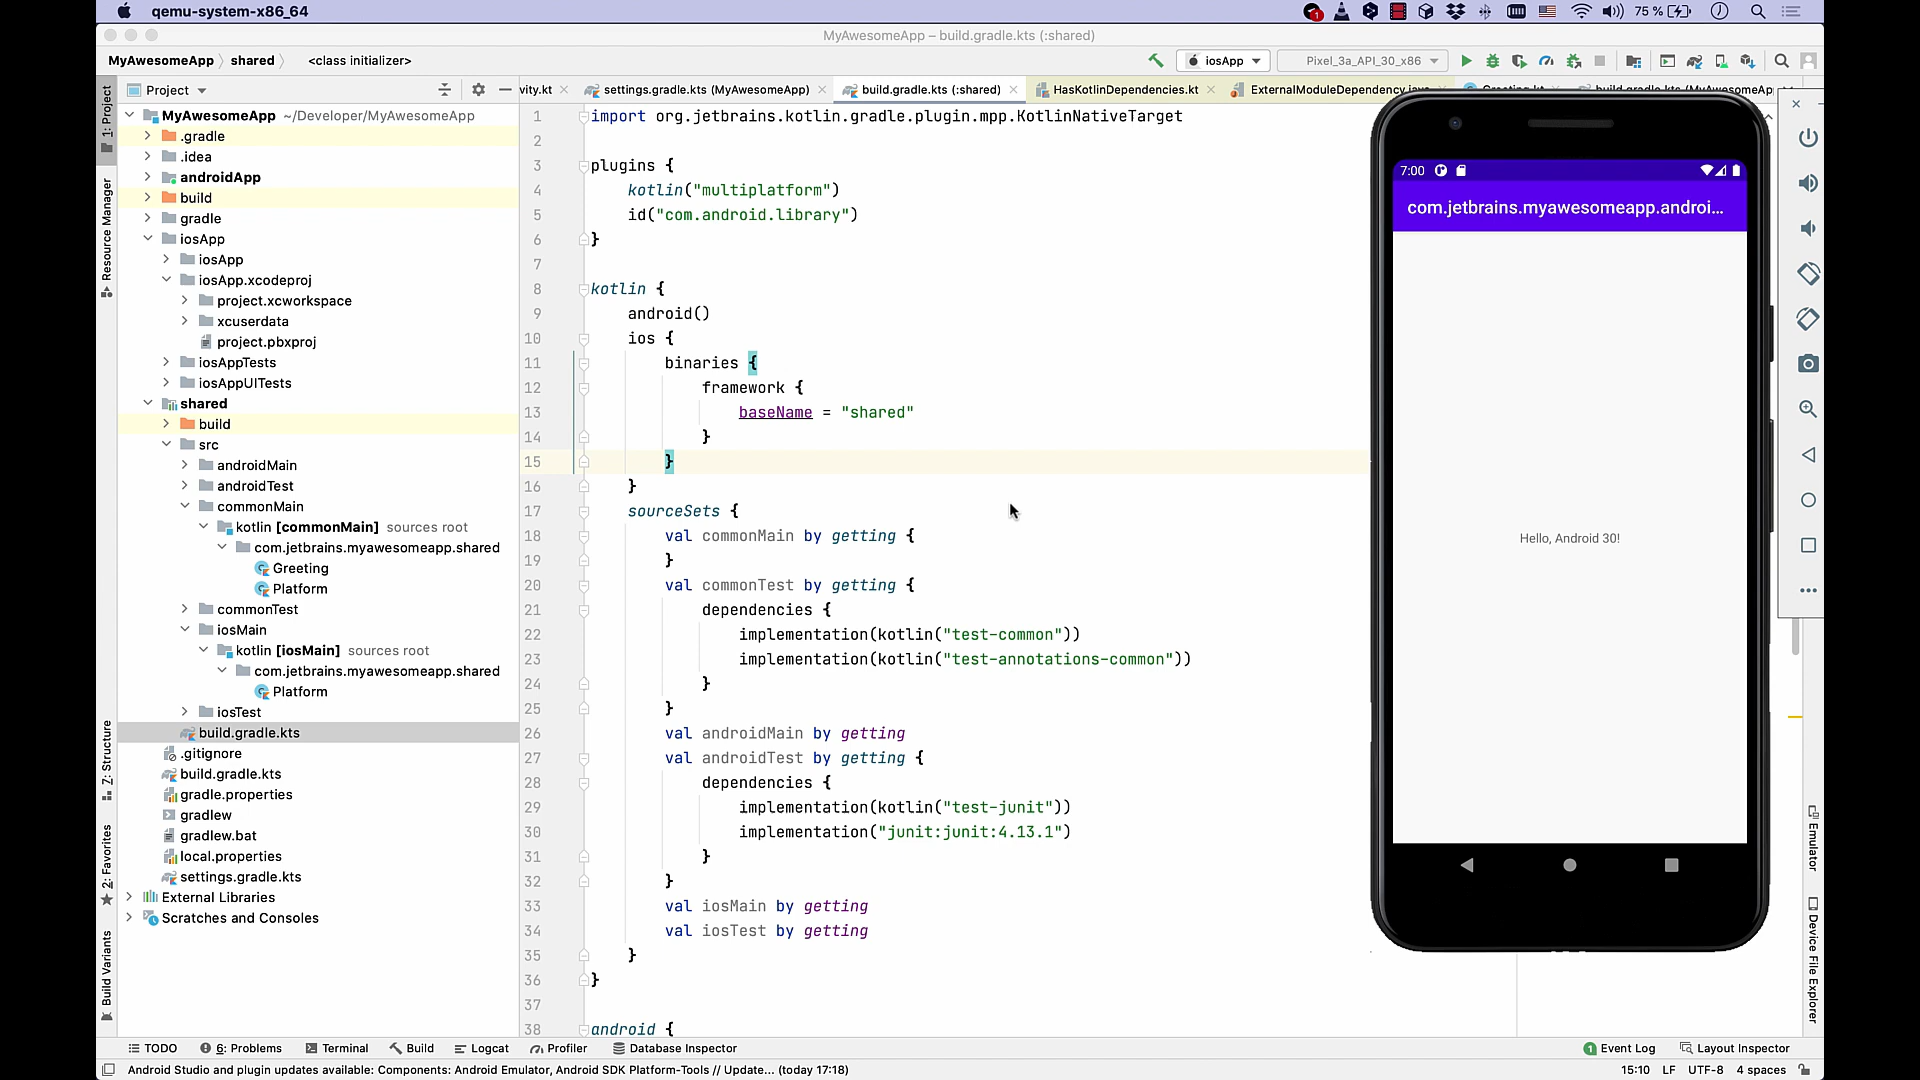 qemu-system-x86_64
1
75 %
MyAwesomeApp – build.gradle.kts (:shared)
MyAwesomeApp shared <class initializer>
iosApp
Pixel_3a_API_30_x86
Project
vity.kt
settings.gradle.kts (MyAwesomeApp)
build.gradle.kts (:shared)
HasKotlinDependencies.kt
ExternalModuleDependency.java
Greeting.kt
build.gradle.kts (MyAwesomeApp
1: Project
Resource Manager
7: Structure
2: Favorites
Build Variants
MyAwesomeApp ~/Developer/MyAwesomeApp
.gradle
.idea
androidApp
build
gradle
iosApp
iosApp
iosApp.xcodeproj
project.xcworkspace
xcuserdata
project.pbxproj
iosAppTests
iosAppUITests
shared
build
src
androidMain
androidTest
commonMain
kotlin [commonMain] sources root
com.jetbrains.myawesomeapp.shared
Greeting
Platform
commonTest
iosMain
kotlin [iosMain] sources root
com.jetbrains.myawesomeapp.shared
Platform
iosTest
build.gradle.kts
.gitignore
build.gradle.kts
gradle.properties
gradlew
gradlew.bat
local.properties
settings.gradle.kts
External Libraries
Scratches and Consoles
1 import org.jetbrains.kotlin.gradle.plugin.mpp.KotlinNativeTarget
2
3 plugins {
4 kotlin("multiplatform")
5 id("com.android.library")
6 }
7
8 kotlin {
9 android()
10 ios {
11 binaries {
12 framework {
13 baseName = "shared"
14 }
15 }
16 }
17 sourceSets {
18 val commonMain by getting {
19 }
20 val commonTest by getting {
21 dependencies {
22 implementation(kotlin("test-common"))
23 implementation(kotlin("test-annotations-common"))
24 }
25 }
26 val androidMain by getting
27 val androidTest by getting {
28 dependencies {
29 implementation(kotlin("test-junit"))
30 implementation("junit:junit:4.13.1")
31 }
32 }
33 val iosMain by getting
34 val iosTest by getting
35 }
36 }
37
38 android {
7:00
com.jetbrains.myawesomeapp.androi...
Hello, Android 30!
Emulator
Device File Explorer
TODO
6: Problems
Terminal
Build
Logcat
Profiler
Database Inspector
1 Event Log
Layout Inspector
Android Studio and plugin updates available: Components: Android Emulator, Android SDK Platform-Tools // Update... (today 17:18)
15:10 LF UTF-8 4 spaces